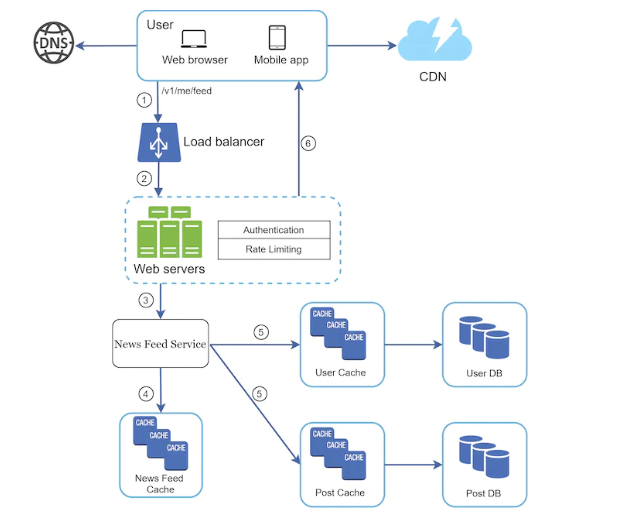 User
DNS
Web browser
Mobile app
CDN
1
/v1/me/feed
Load balancer
6
2
Authentication
Rate Limiting
Web servers
3
News Feed Service
5
CACHE
CACHE
CACHE
User Cache
User DB
4
5
CACHE
CACHE
CACHE
News Feed
Cache
CACHE
CACHE
CACHE
Post Cache
Post DB